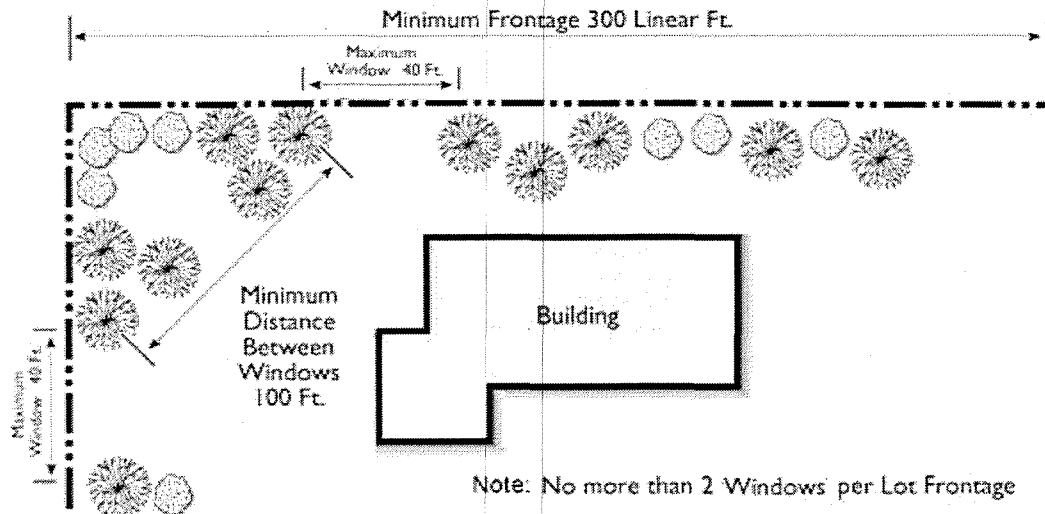 Minimum Frontage 300 Linear Ft.
Maximum
Window 40 Ft.
Minimum
Distance
Between
Windows
100 Ft.
Building
Maximum
Window 40 Ft.
Note: No more than 2 Windows per Lot Frontage